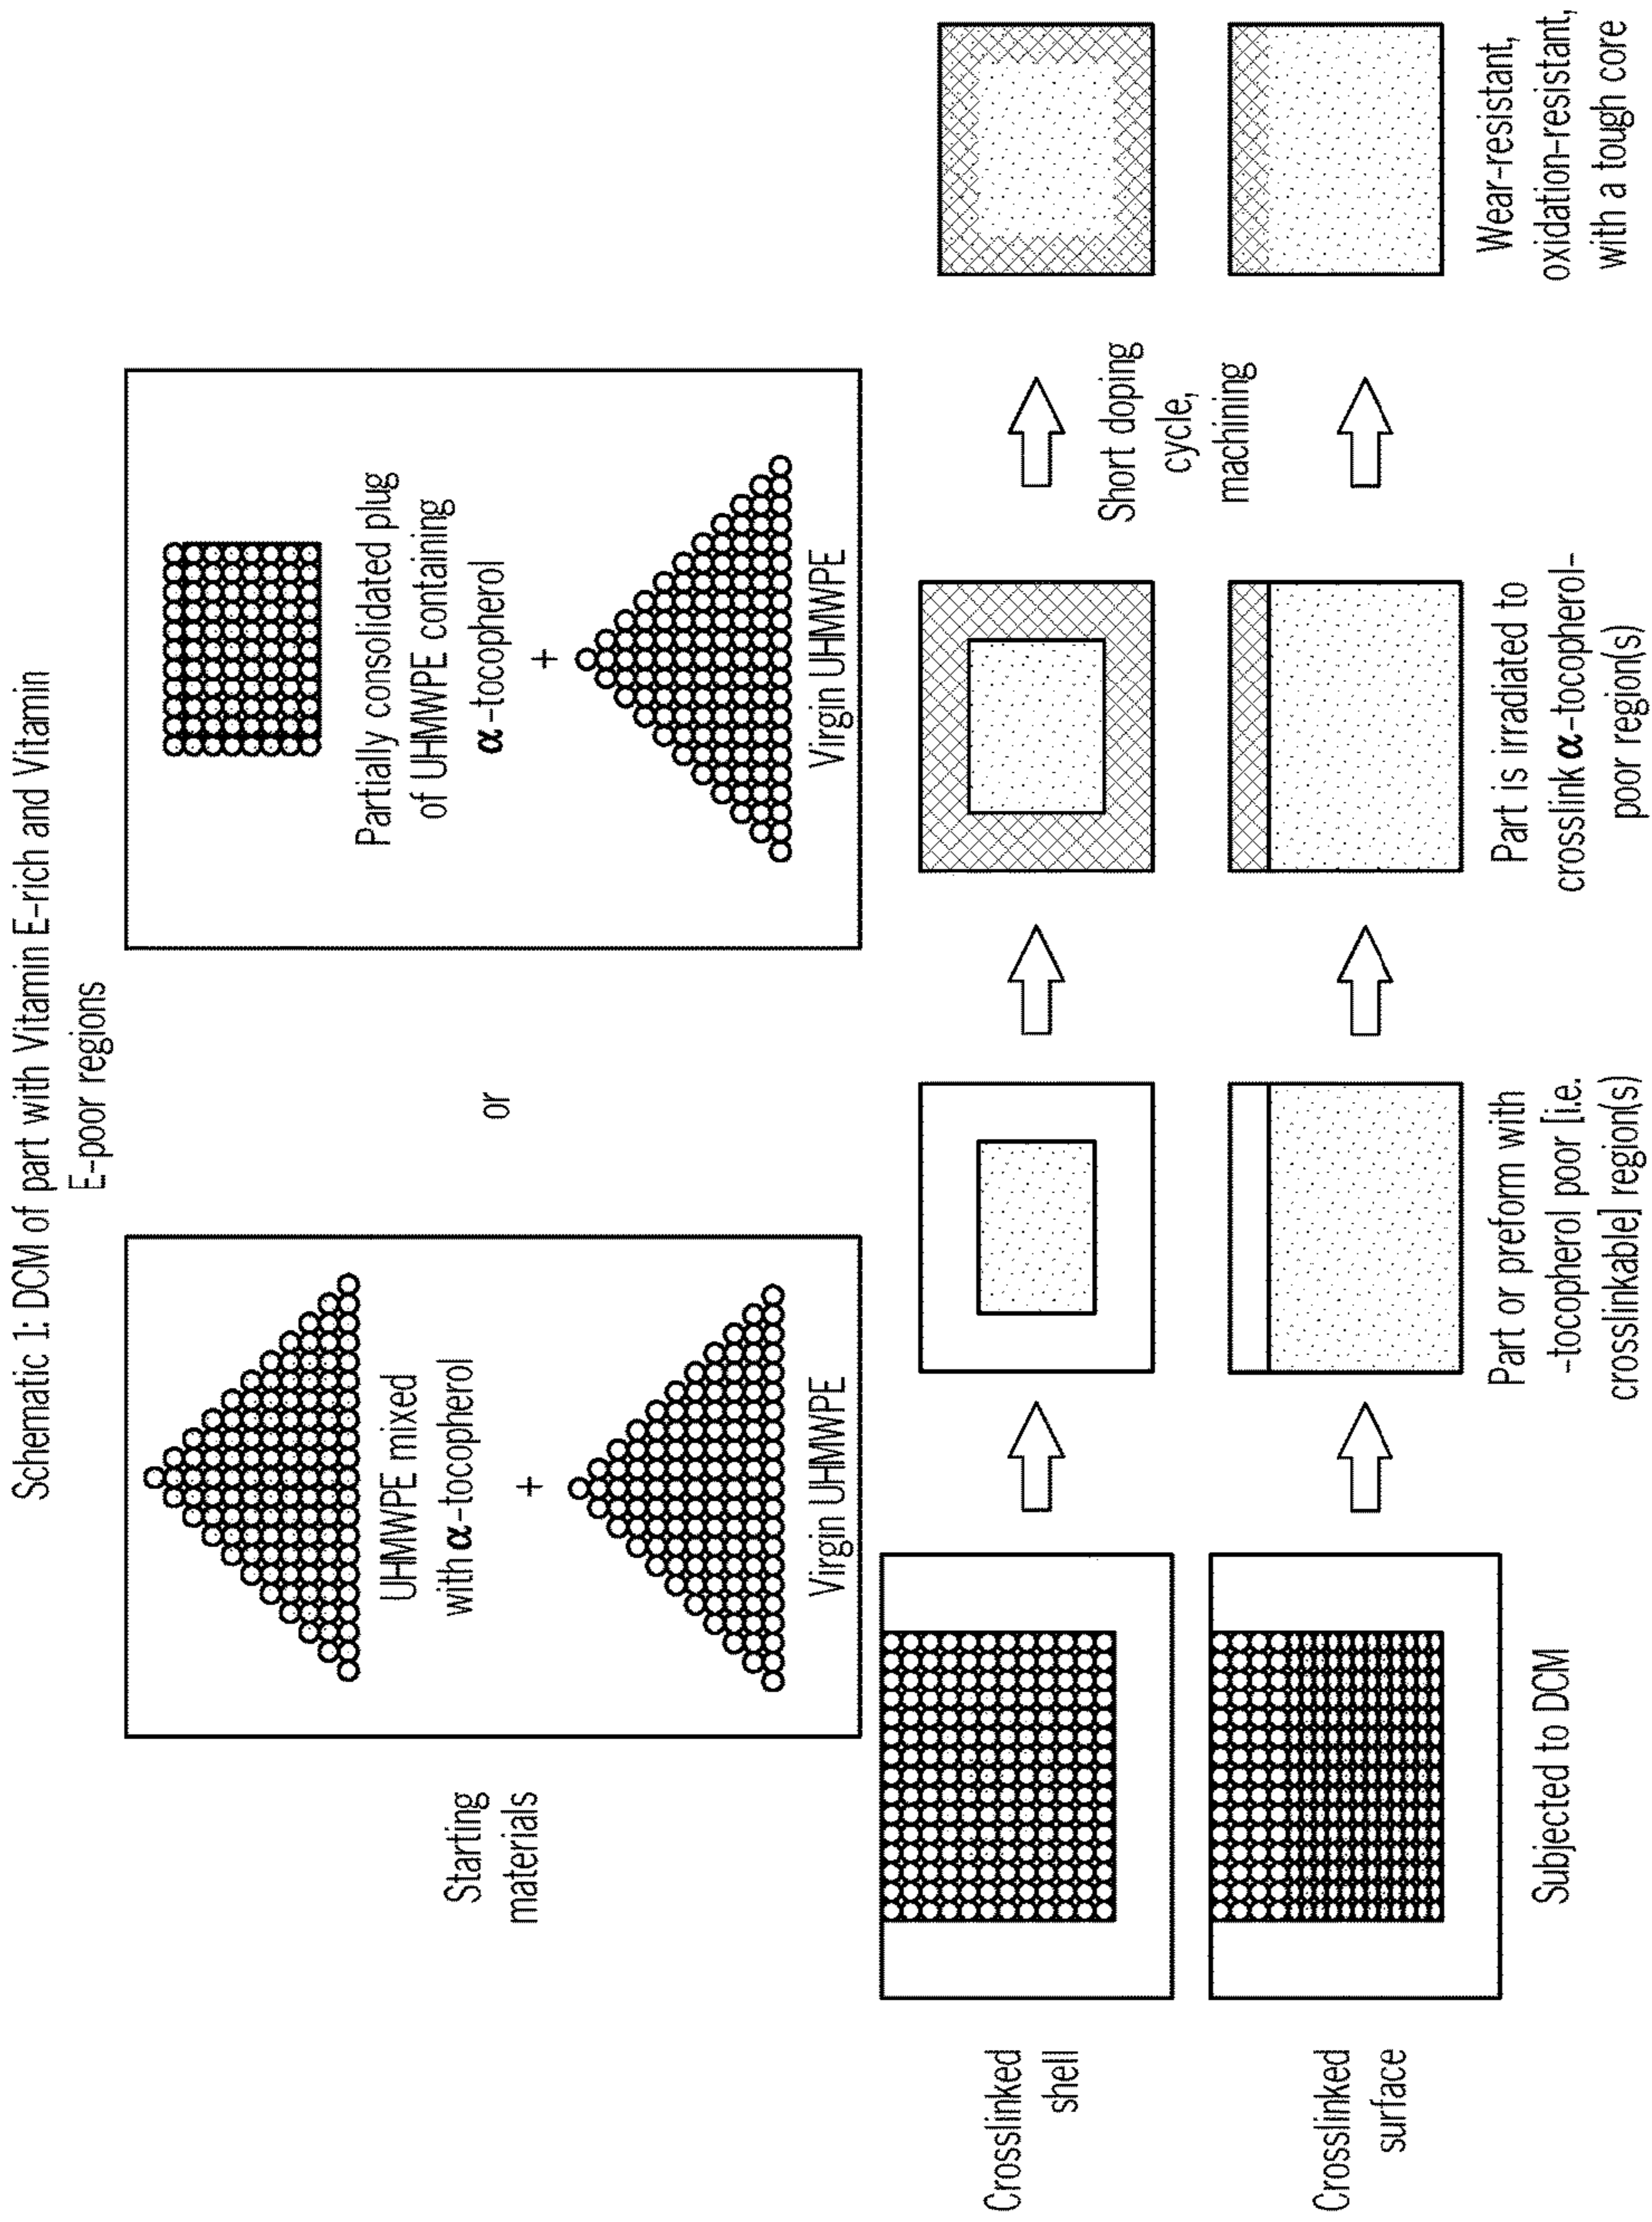 Schematic 1: DCM of part with Vitamin E-rich and Vitamin
E-poor regions
Starting
materials
UHMWPE mixed
with α-tocopherol
+
Virgin UHMWPE
or
Partially consolidated plug
of UHMWPE containing
α-tocopherol
+
Virgin UHMWPE
Crosslinked
shell
Crosslinked
surface
Short doping
cycle,
machining
Subjected to DCM
Part or preform with
-tocopherol poor [i.e.
crosslinkable] region(s)
Part is irradiated to
crosslink α-tocopherol-
poor region(s)
Wear-resistant,
oxidation-resistant,
with a tough core